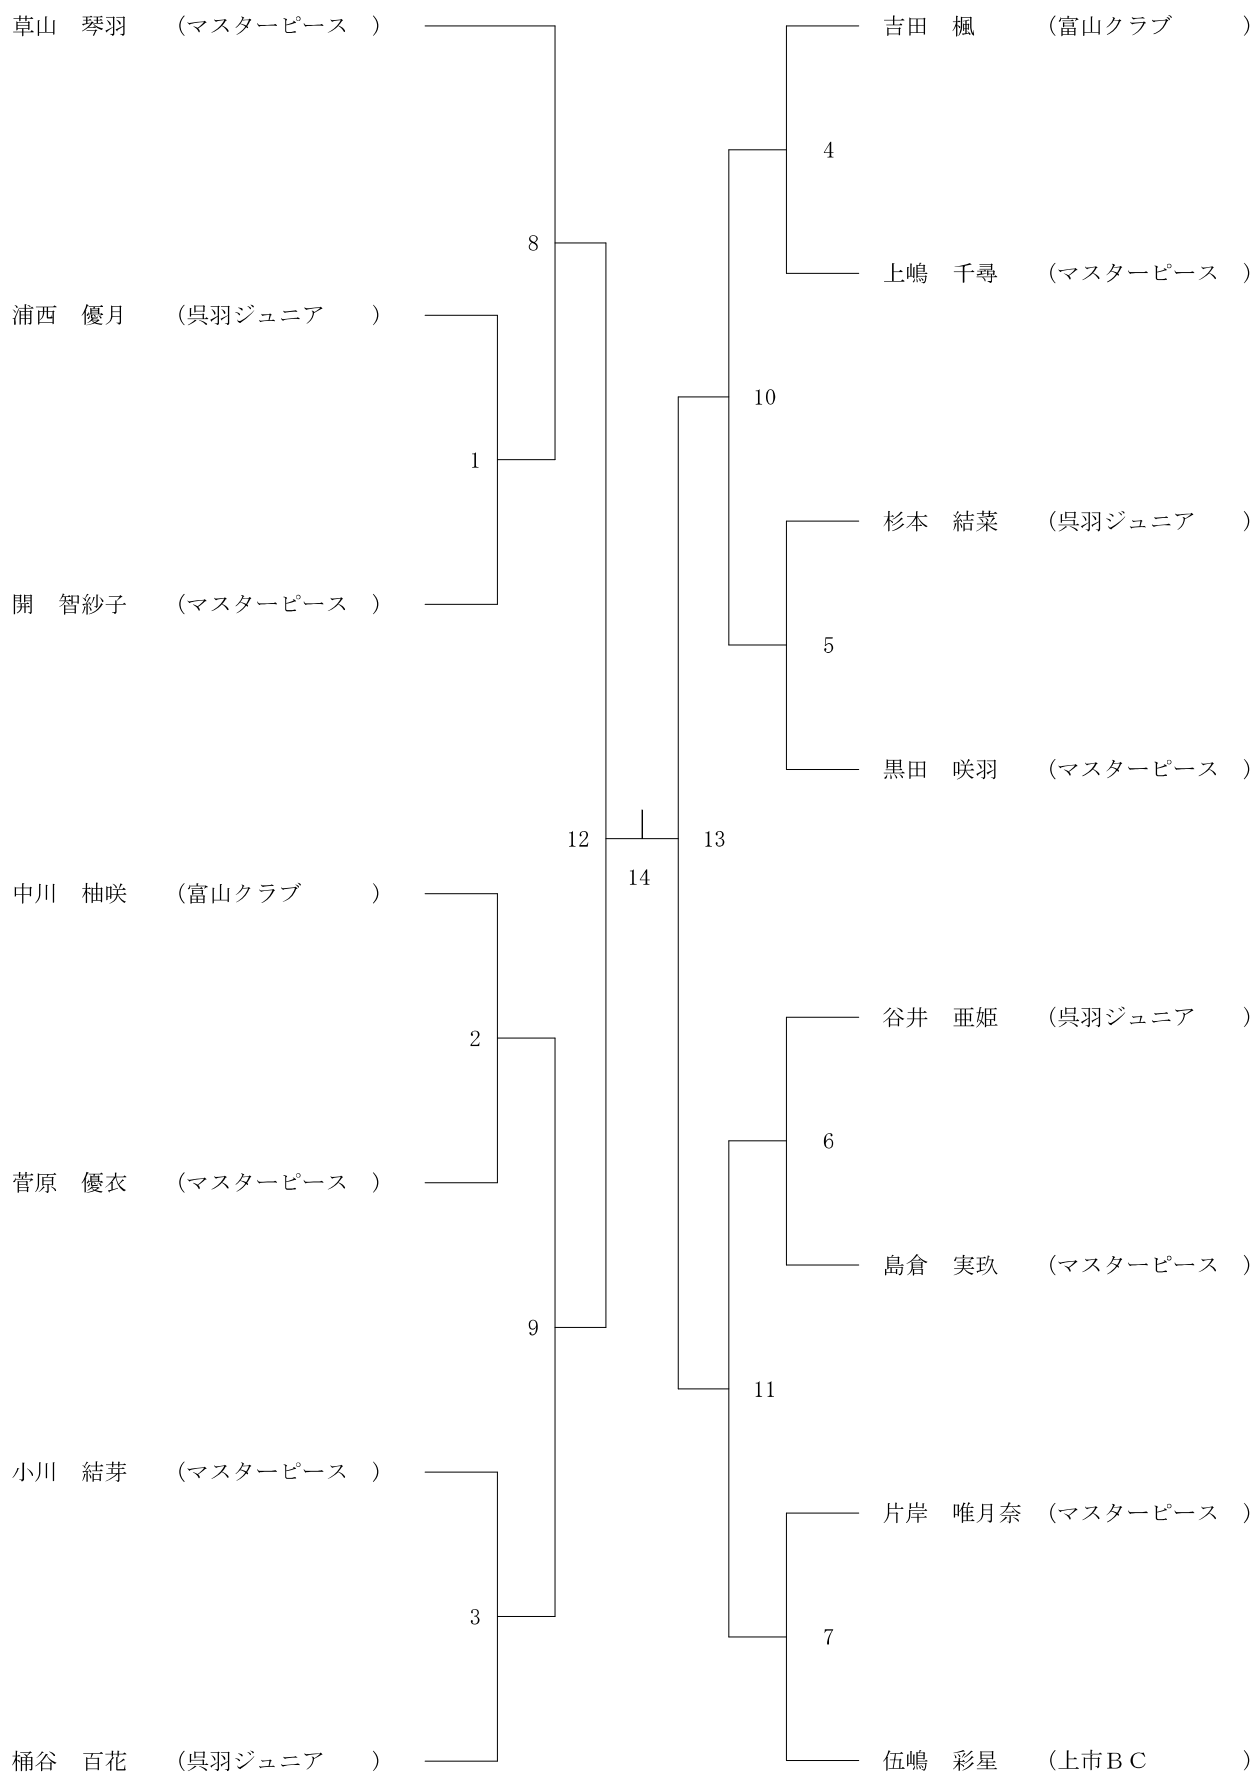 草山　琴羽　（マスターピース　）
8
浦西　優月　（呉羽ジュニア　　）
1
開　智紗子　（マスターピース　）
12
中川　柚咲　（富山クラブ　　　）
2
菅原　優衣　（マスターピース　）
9
小川　結芽　（マスターピース　）
3
桶谷　百花　（呉羽ジュニア　　）
14
吉田　楓　　（富山クラブ　　　）
4
上嶋　千尋　（マスターピース　）
10
杉本　結菜　（呉羽ジュニア　　）
5
黒田　咲羽　（マスターピース　）
13
谷井　亜姫　（呉羽ジュニア　　）
6
島倉　実玖　（マスターピース　）
11
片岸　唯月奈　（マスターピース　）
7
伍嶋　彩星　（上市ＢＣ　　　　）